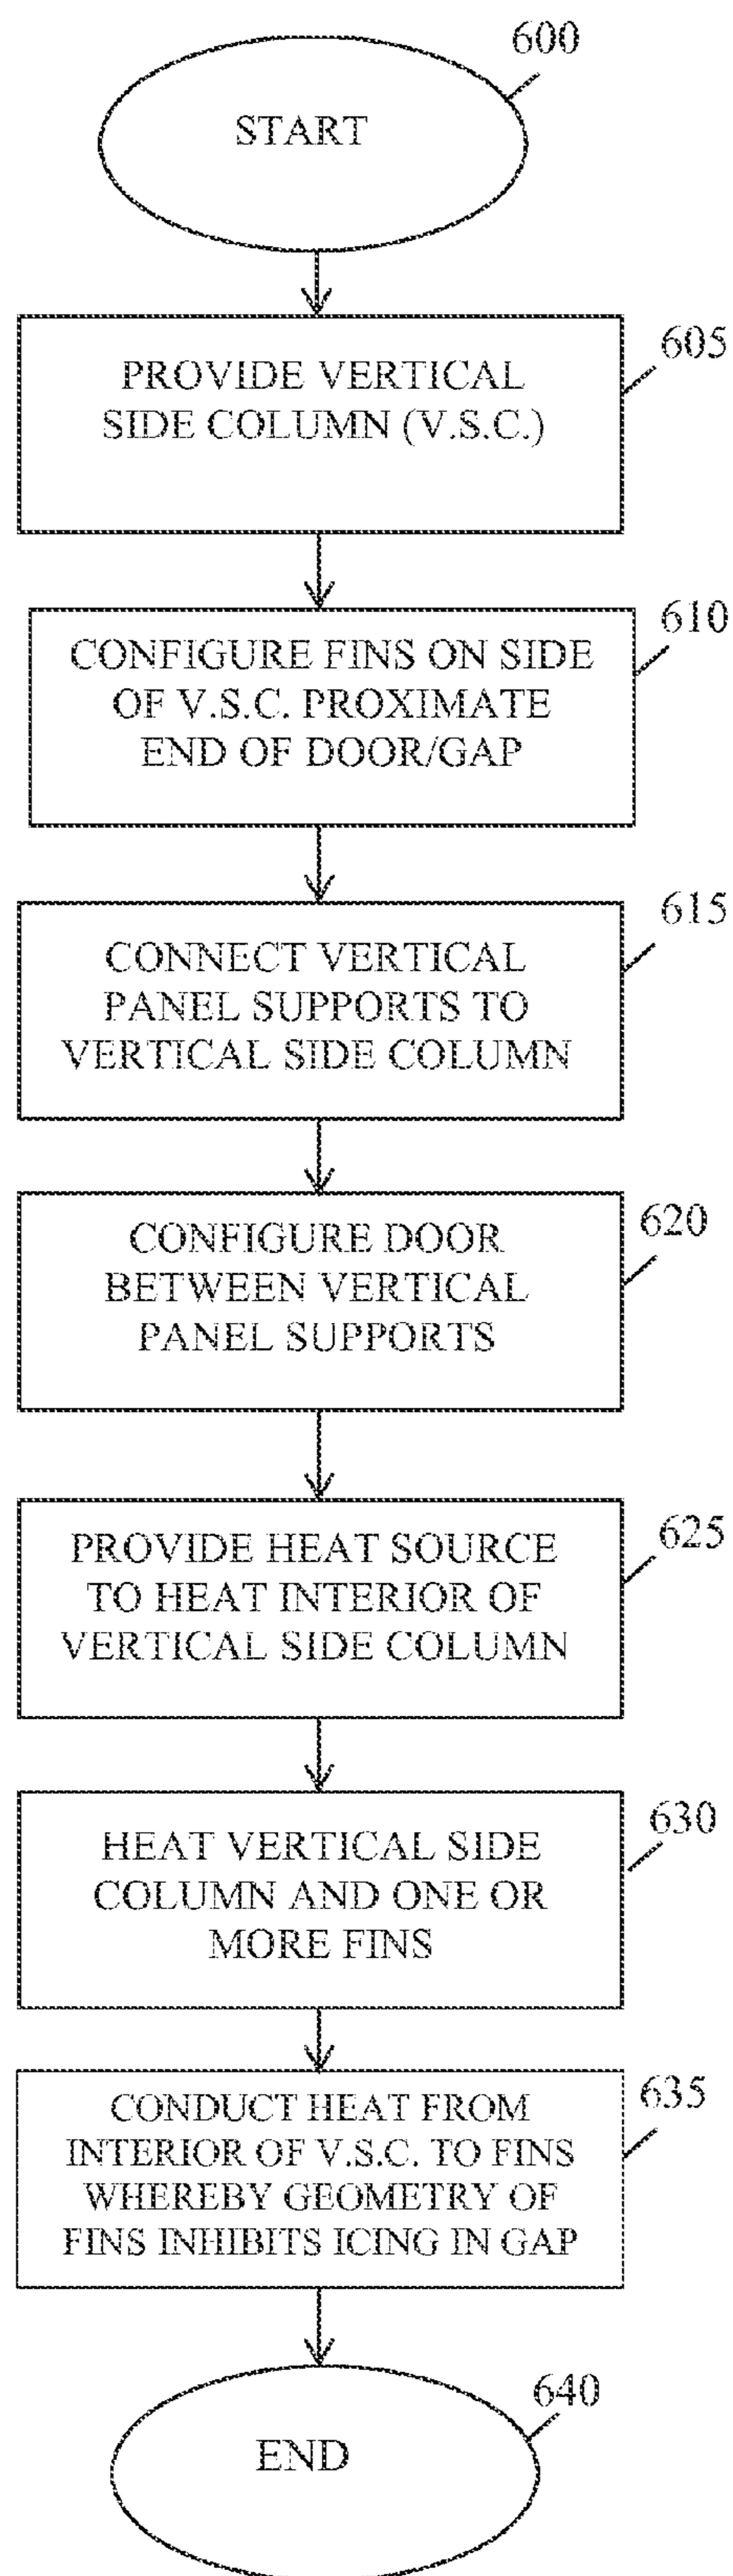 600
START
605
PROVIDE VERTICAL
SIDE COLUMN (V.S.C.)
610
CONFIGURE FINS ON SIDE
OF V.S.C. PROXIMATE
END OF DOOR/GAP
615
CONNECT VERTICAL
PANEL SUPPORTS TO
VERTICAL SIDE COLUMN
620
CONFIGURE DOOR
BETWEEN VERTICAL
PANEL SUPPORTS
625
PROVIDE HEAT SOURCE
TO HEAT INTERIOR OF
VERTICAL SIDE COLUMN
630
HEAT VERTICAL SIDE
COLUMN AND ONE OR
MORE FINS
635
CONDUCT HEAT FROM
INTERIOR OF V.S.C. TO FINS
WHEREBY GEOMETRY OF
FINS INHIBITS ICING IN GAP
640
END